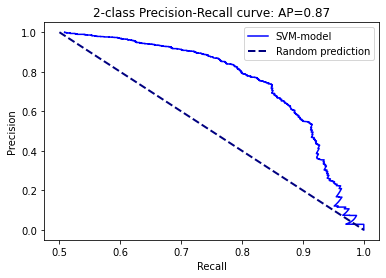 2-class Precision-Recall curve: AP=0.87
SVM-model
Random prediction
Precision
1.0
0.8
0.6
0.4
0.2
0.0
0.5 0.6 0.7 0.8 0.9 1.0
Recall